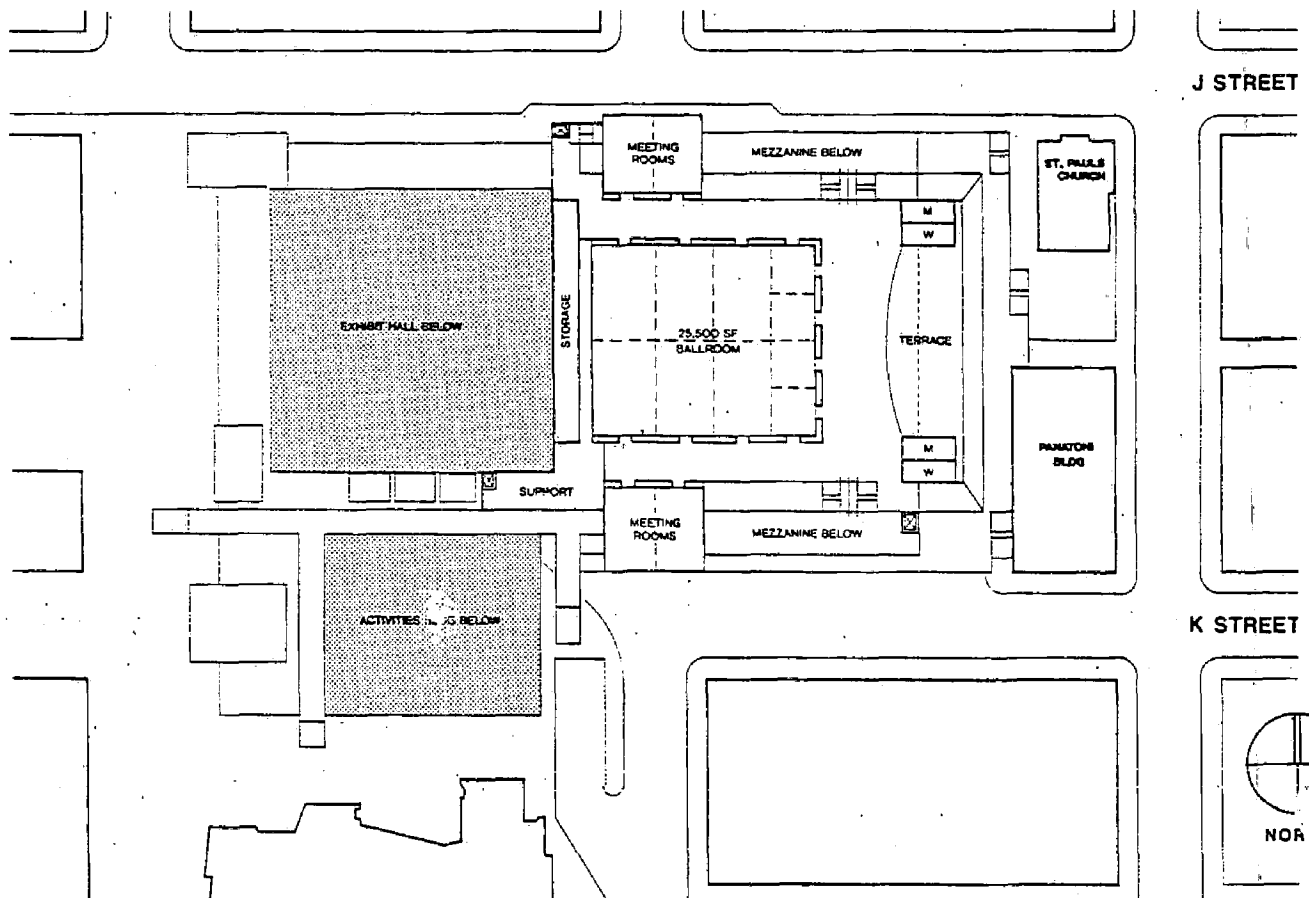 J STREET
MEETING
ROOMS
MEZZANINE BELOW
ST. PAULS
CHURCH
M
W
EXHIBIT HALL BELOW
STORAGE
25,500 SF
BALLROOM
TERRACE
M
W
PANATONI
BLDG
SUPPORT
MEETING
ROOMS
MEZZANINE BELOW
ACTIVITIES BELOW
K STREET
NOR